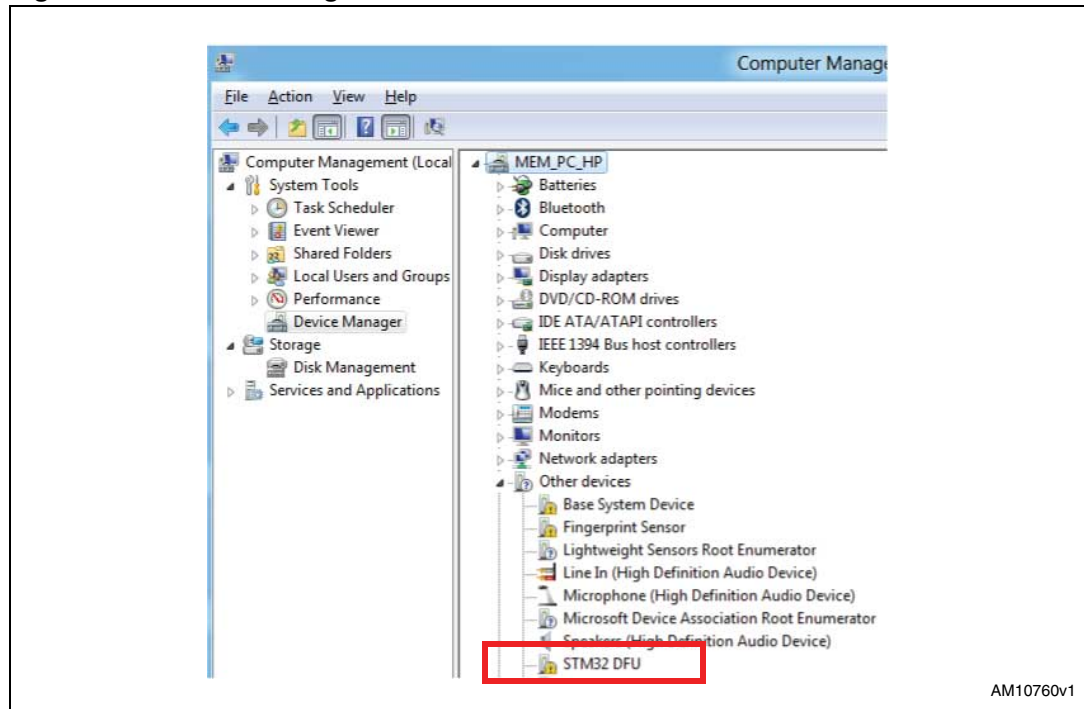 Computer Manage
File Action View Help
Computer Management (Local
System Tools
Task Scheduler
Event Viewer
Shared Folders
Local Users and Groups
Performance
Device Manager
Storage
Disk Management
Services and Applications
MEM_PC_HP
Batteries
Bluetooth
Computer
Disk drives
Display adapters
DVD/CD-ROM drives
IDE ATA/ATAPI controllers
IEEE 1394 Bus host controllers
Keyboards
Mice and other pointing devices
Modems
Monitors
Network adapters
Other devices
Base System Device
Fingerprint Sensor
Lightweight Sensors Root Enumerator
Line In (High Definition Audio Device)
Microphone (High Definition Audio Device)
Microsoft Device Association Root Enumerator
Speakers (High Definition Audio Device)
STM32 DFU
AM10760v1